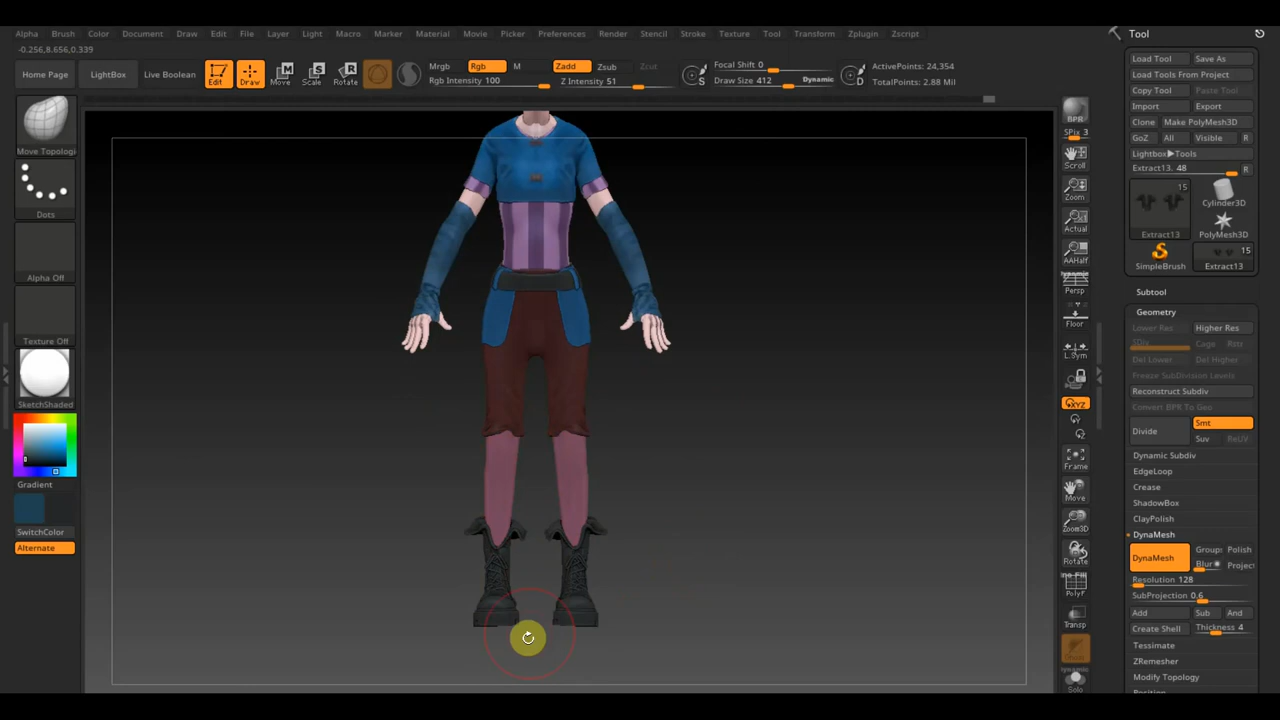 Alpha Brush Color Document Draw Edit File Layer Light Macro Marker Material Movie Picker Preferences Render Stencil Stroke Texture Tool Transform Zplugin Zscript
-0.256,8.656,0.339
Home Page LightBox Live Boolean Edit Draw Move Scale Rotate
Mrgb Rgb M Zadd Zsub Zcut
Rgb Intensity 100 Z Intensity 51
Focal Shift 0
Draw Size 412 Dynamic
ActivePoints: 24,354
TotalPoints: 2.88 Mil
S
D
Move Topologi
Dots
Alpha Off
Texture Off
SketchShaded
Gradient
SwitchColor
Alternate
BPR
SPix 3
Scroll
Zoom
Actual
AAHalf
Persp
Floor
L.Sym
XYZ
Y
Z
Frame
Move
Zoom3D
Rotate
PolyF
Transp
Solo
Tool
Load Tool Save As
Load Tools From Project
Copy Tool Paste Tool
Import Export
Clone Make PolyMesh3D
GoZ All Visible R
Lightbox▶Tools
Extract13. 48 R
15
Extract13
Cylinder3D
PolyMesh3D
SimpleBrush
15
Extract13
Subtool
Geometry
Lower Res Higher Res
SDiv Cage Rstr
Del Lower Del Higher
Freeze SubDivision Levels
Reconstruct Subdiv
Convert BPR To Geo
Divide Smt
Suv ReUV
Dynamic Subdiv
EdgeLoop
Crease
ShadowBox
ClayPolish
DynaMesh
DynaMesh Group Polish
Blur Project
Resolution 128
SubProjection 0.6
Add Sub And
Create Shell Thickness 4
Tessimate
ZRemesher
Modify Topology